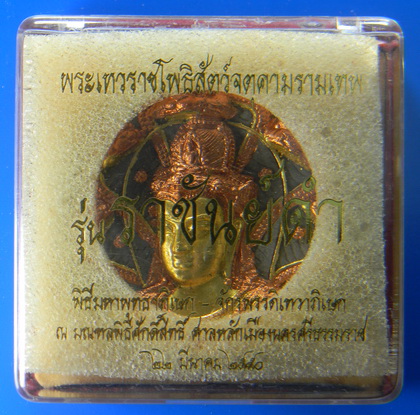 พระเทวราชโพธิสัตว์จตุคามรามเทพ
รุ่น ราชันย์ดำ
พิธีมหาพุทธาภิเษก - จักรพรรดิเทวาภิเษก
ณ มณฑลพิธีศักดิ์สิทธิ์ ศาลหลักเมืองนครศรีธรรมราช
๒๒ มีนาคม ๒๕๕๐